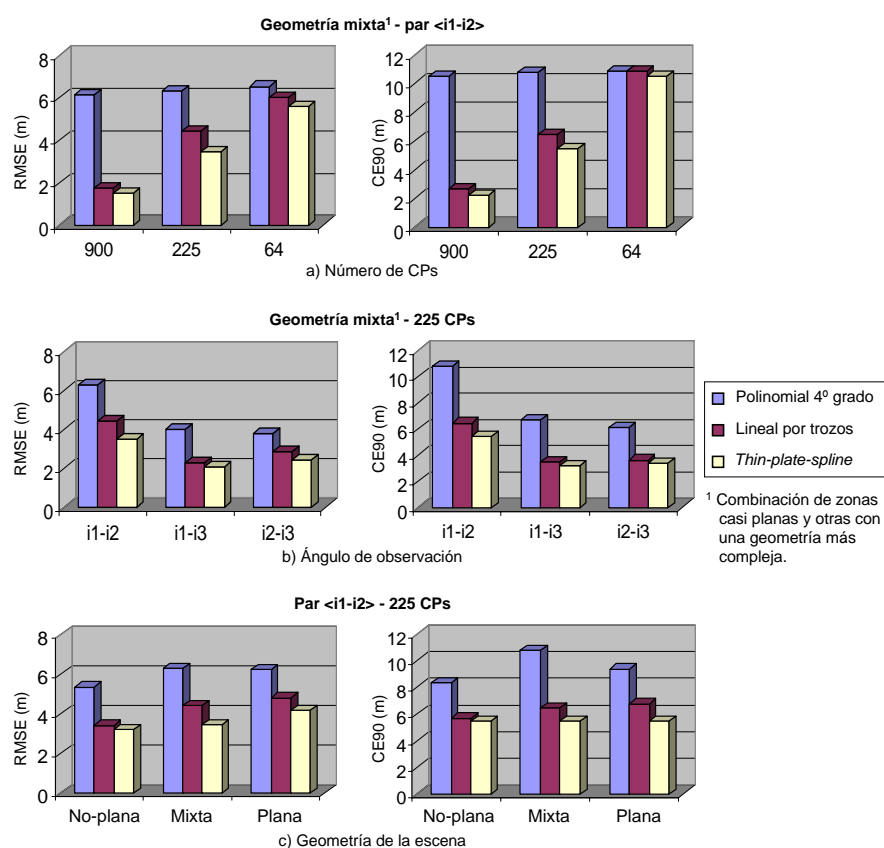 Geometría mixta¹ - par <i1-i2>
RMSE (m)
8
6
4
2
0
900 225 64
CE90 (m)
12
10
8
6
4
2
0
900 225 64
a) Número de CPs
Geometría mixta¹ - 225 CPs
RMSE (m)
8
6
4
2
0
i1-i2 i1-i3 i2-i3
CE90 (m)
12
10
8
6
4
2
0
i1-i2 i1-i3 i2-i3
b) Ángulo de observación
Polinomial 4º grado
Lineal por trozos
Thin-plate-spline
¹ Combinación de zonas
casi planas y otras con
una geometría más
compleja.
Par <i1-i2> - 225 CPs
RMSE (m)
8
6
4
2
0
No-plana Mixta Plana
CE90 (m)
12
10
8
6
4
2
0
No-plana Mixta Plana
c) Geometría de la escena